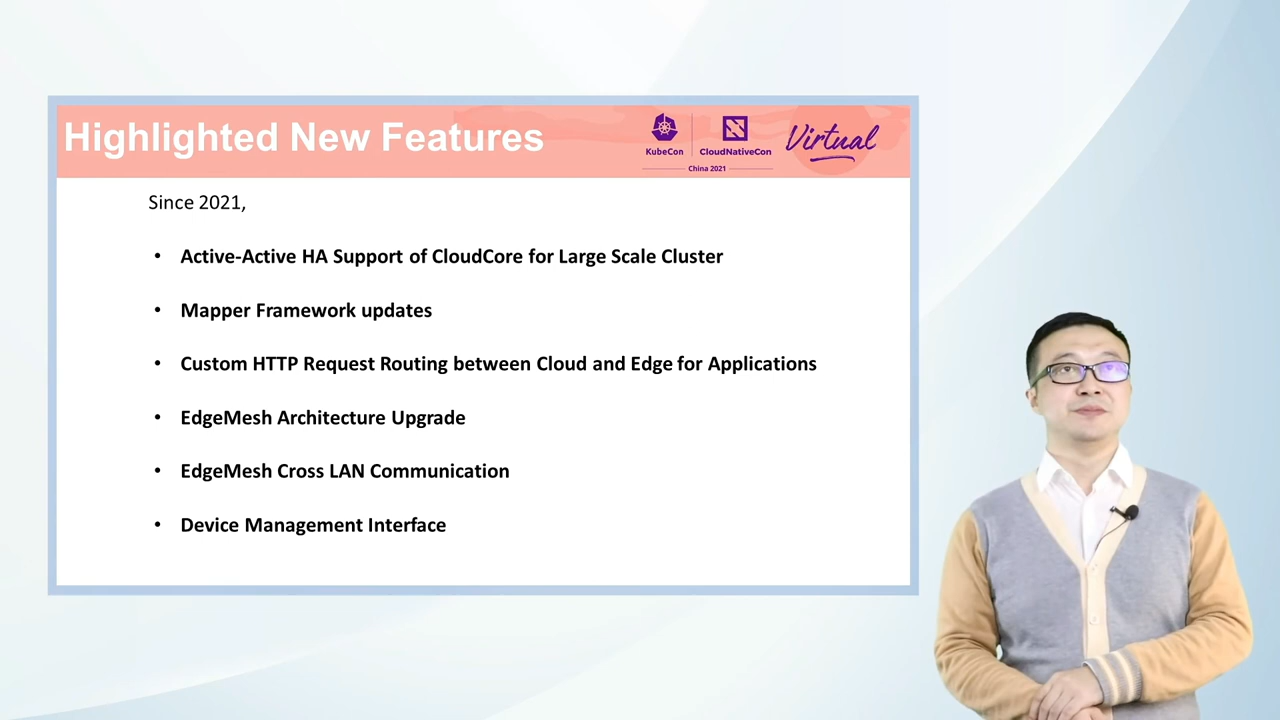 Highlighted New Features
KubeCon
CloudNativeCon
Virtual
China 2021
Since 2021,
• Active-Active HA Support of CloudCore for Large Scale Cluster
• Mapper Framework updates
• Custom HTTP Request Routing between Cloud and Edge for Applications
• EdgeMesh Architecture Upgrade
• EdgeMesh Cross LAN Communication
• Device Management Interface